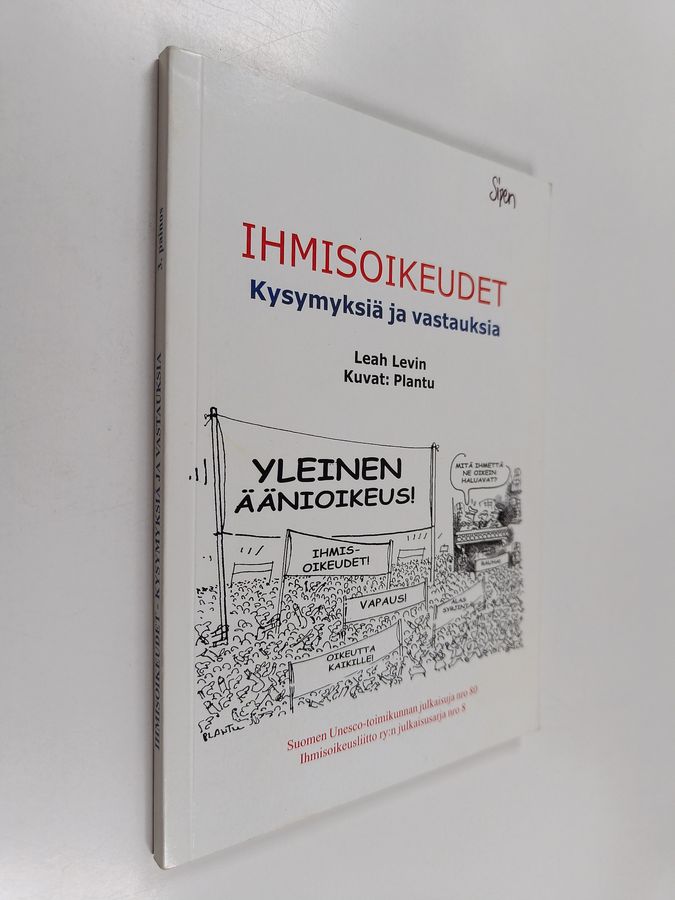 Sipen
IHMISOIKEUDET
Kysymyksiä ja vastauksia
Leah Levin
Kuvat: Plantu
YLEINEN
ÄÄNIOIKEUS!
MITÄ IHMETTÄ
NE OIKEIN
HALUAVAT?
IHMIS-
OIKEUDET!
RAUHA!
VAPAUS!
ALAS
SYRJINTÄ
OIKEUTTA
KAIKILLE!
PLANTU
Suomen Unesco-toimikunnan julkaisuja nro 80
Ihmisoikeusliitto ry:n julkaisusarja nro 8
IHMISOIKEUDET - KYSYMYKSIÄ JA VASTAUKSIA
3. painos